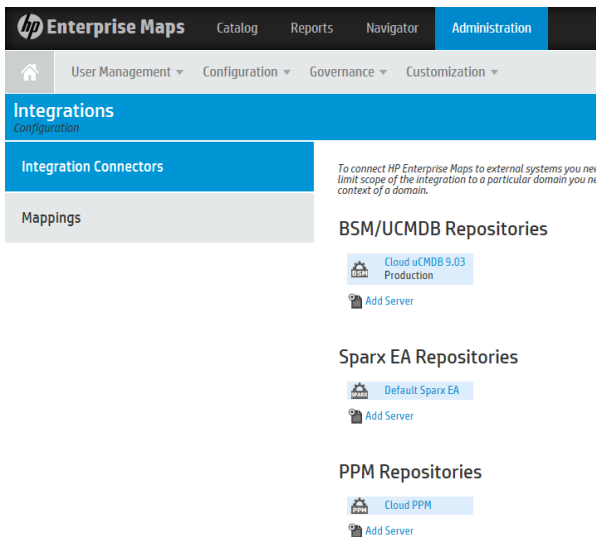 hp Enterprise Maps Catalog Reports Navigator Administration
User Management Configuration Governance Customization
Integrations
Configuration
Integration Connectors
Mappings
To connect HP Enterprise Maps to external systems you nee
limit scope of the integration to a particular domain you ne
context of a domain.
BSM/UCMDB Repositories
BSM
Cloud uCMDB 9.03
Production
Add Server
Sparx EA Repositories
SPARX
Default Sparx EA
Add Server
PPM Repositories
PPM
Cloud PPM
Add Server